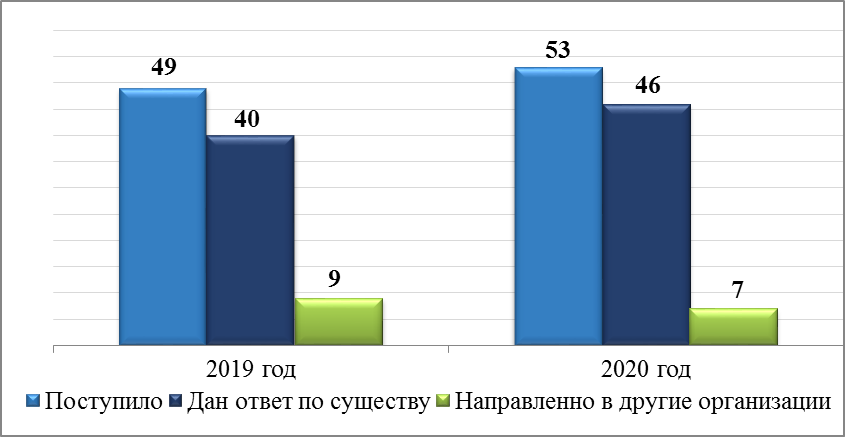 49
40
9
53
46
7
2019 год
2020 год
Поступило
Дан ответ по существу
Направленно в другие организации